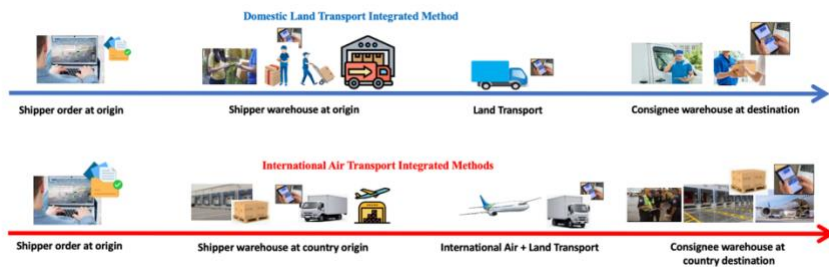 Domestic Land Transport Integrated Method
Shipper order at origin
Shipper warehouse at origin
Land Transport
Consignee warehouse at destination
International Air Transport Integrated Methods
Shipper order at origin
Shipper warehouse at country origin
International Air + Land Transport
Consignee warehouse at
country destination